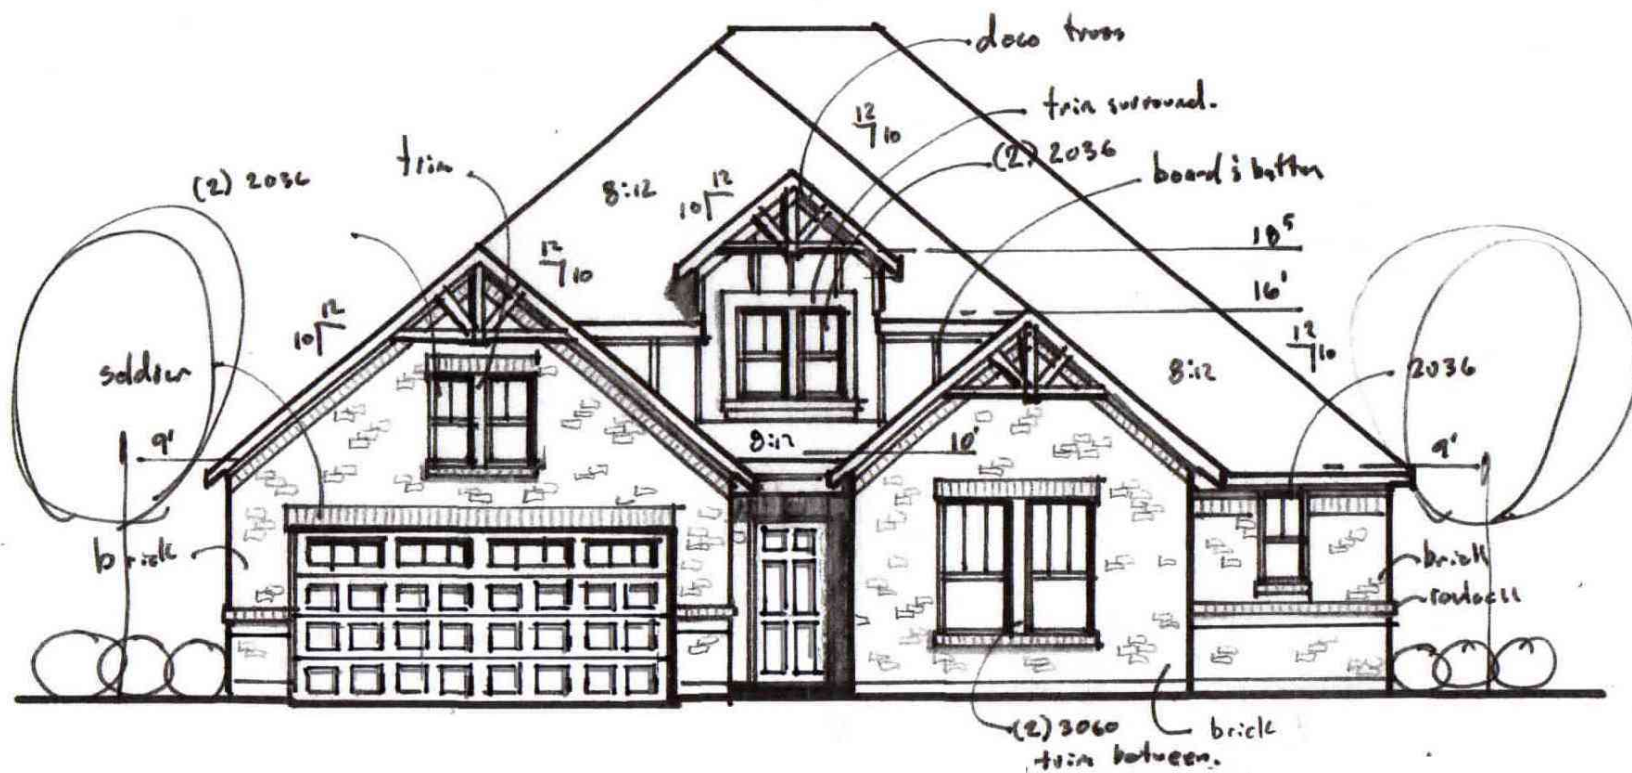 deco truss
trim surround.
(2) 2036
board & batten
12
10
trim
(2) 2036
8:12
12
10
12
10
18⁵
16'
12
10
12
10
8:12
2036
soldier
9'
8:12
10'
9'
brick
brick
rowlock
(2) 3060
trim between.
brick